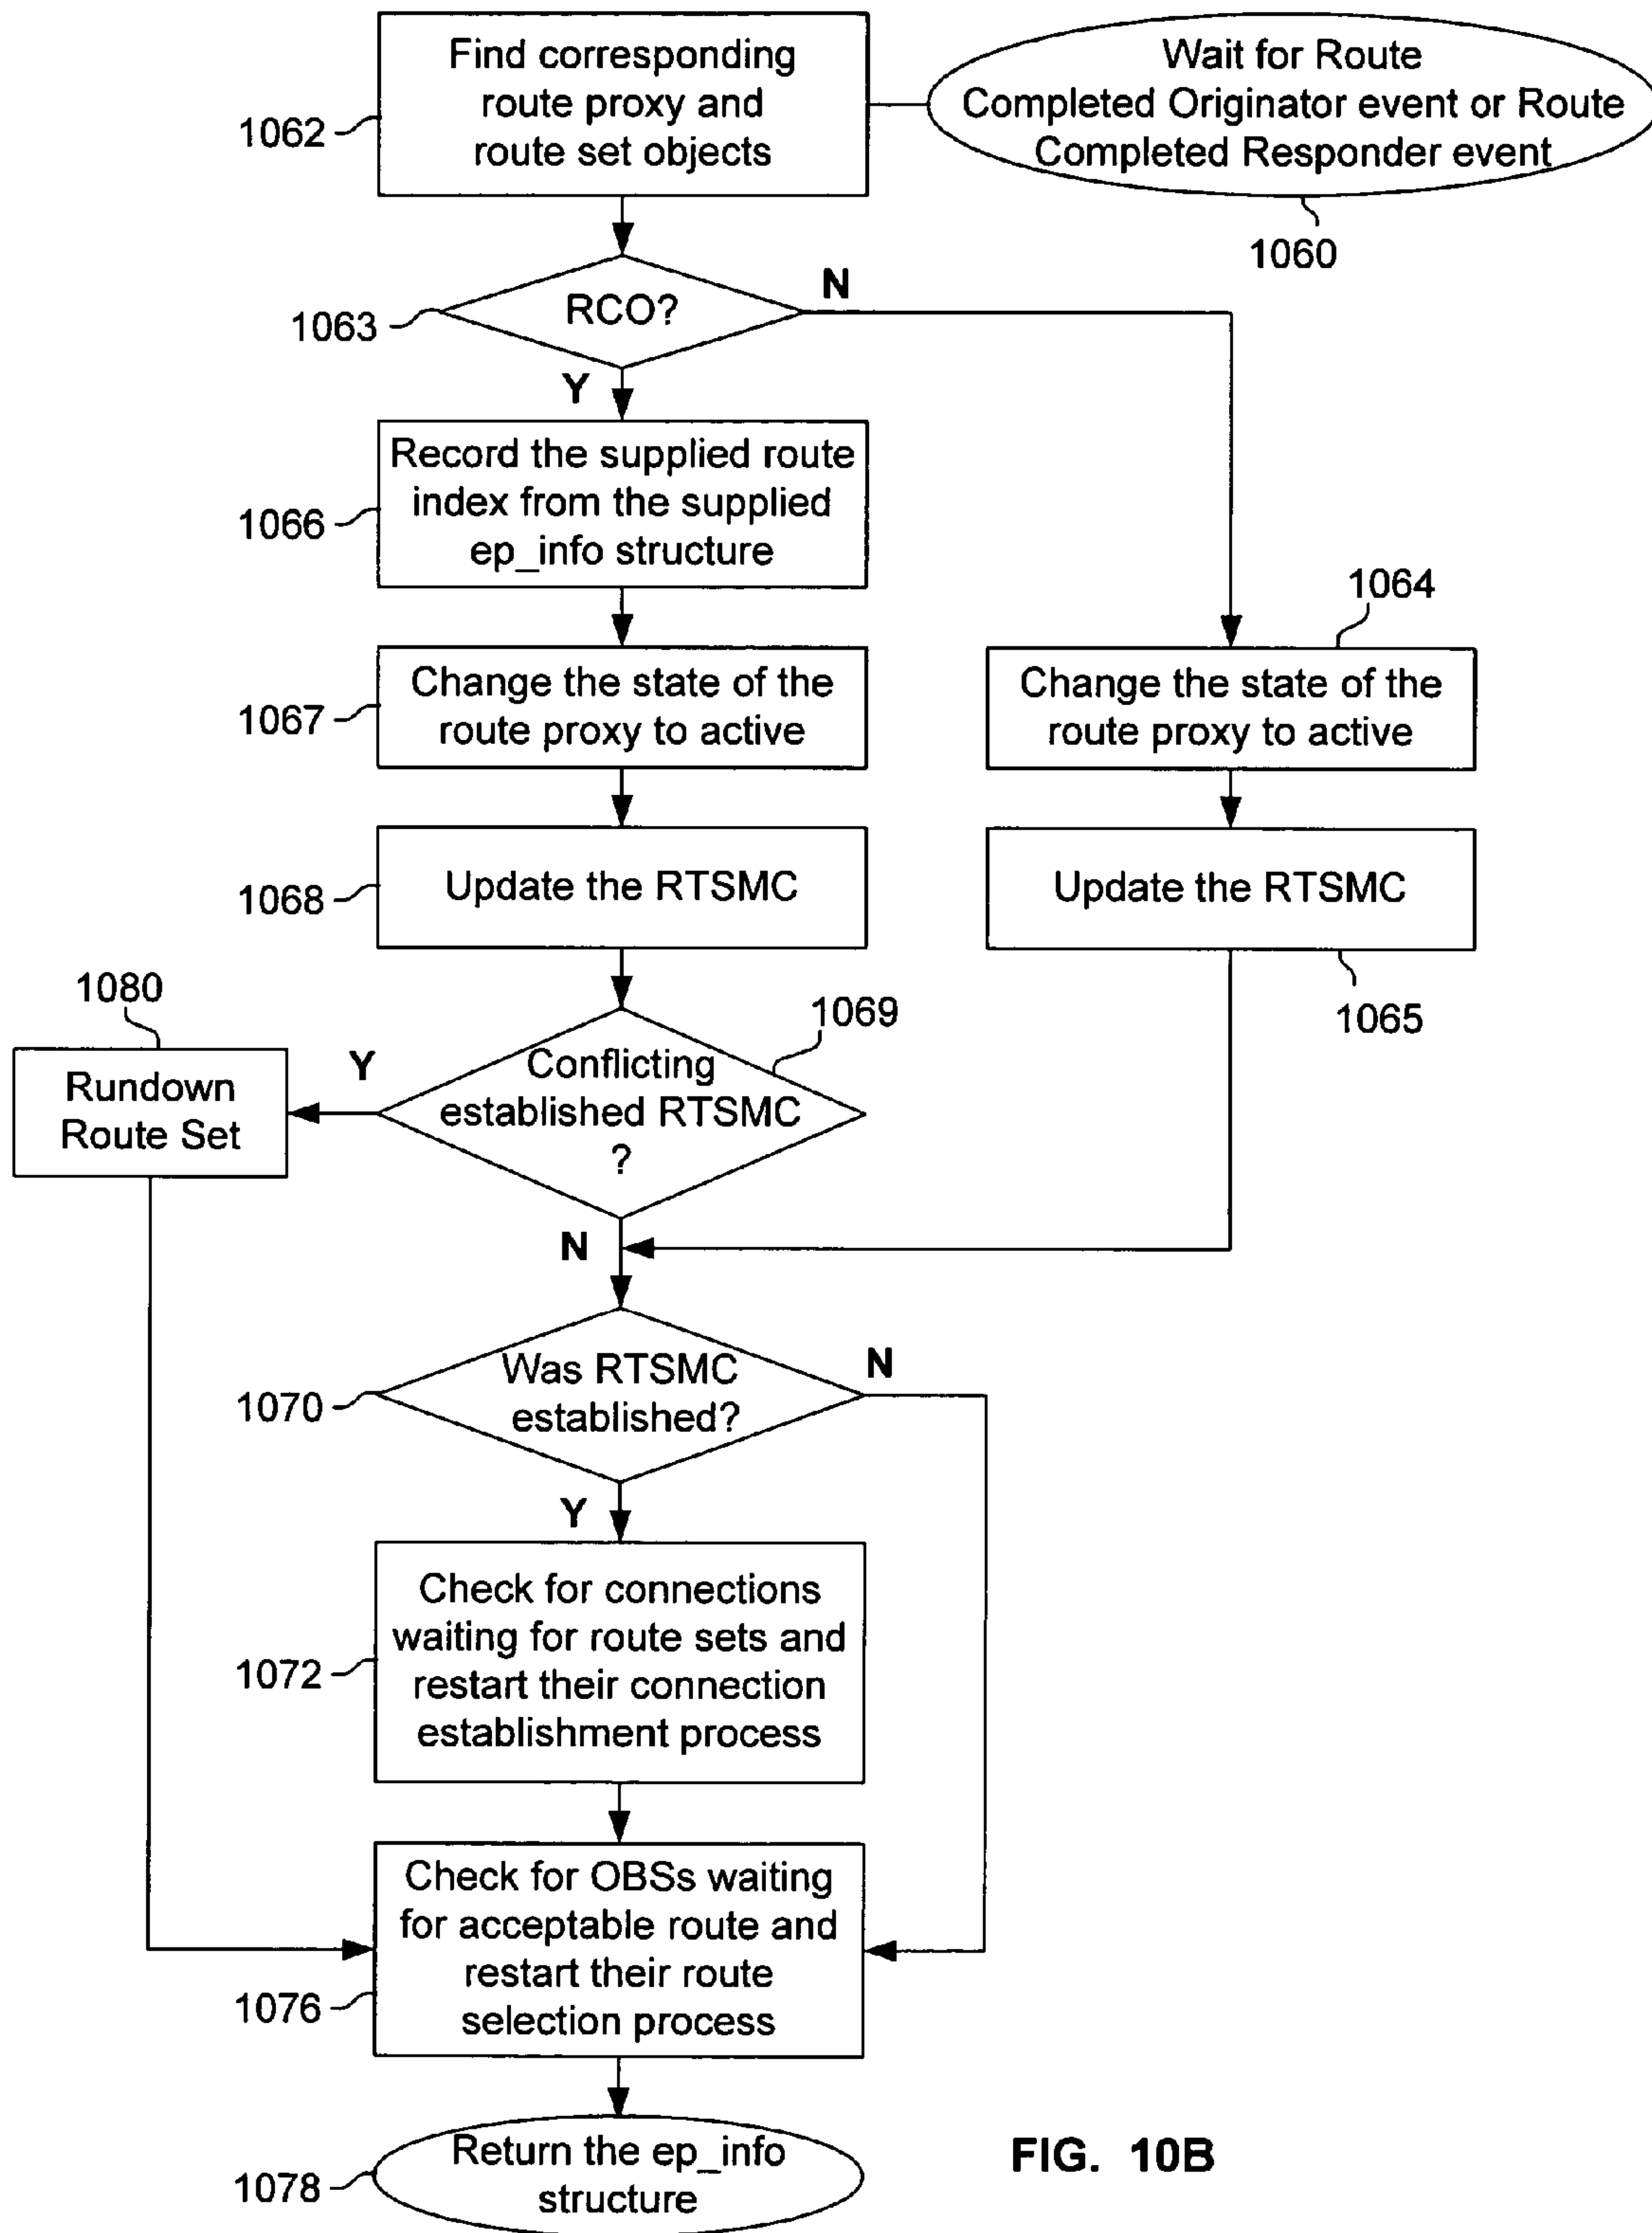 Find corresponding
route proxy and
route set objects
1062
Wait for Route
Completed Originator event or Route
Completed Responder event
1060
RCO?
1063
N
Y
Record the supplied route
index from the supplied
ep_info structure
1066
1064
Change the state of the
route proxy to active
1067
Change the state of the
route proxy to active
Update the RTSMC
1068
Update the RTSMC
1065
1080
Rundown
Route Set
Y
1069
Conflicting
established RTSMC
?
N
Was RTSMC
established?
1070
N
Y
Check for connections
waiting for route sets and
restart their connection
establishment process
1072
Check for OBSs waiting
for acceptable route and
restart their route
selection process
1076
Return the ep_info
structure
1078
FIG. 10B